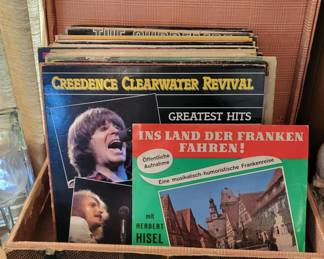 CREEDENCE CLEARWATER REVIVAL
GREATEST HITS
INS LAND DER FRANKEN
FAHREN!
Öffentliche
Aufnahme
Eine musikalisch-humoristische Frankenreise
mit
HERBERT
HISEL